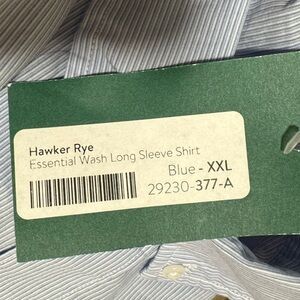 Hawker Rye
Essential Wash Long Sleeve Shirt
Blue - XXL
29230-377-A